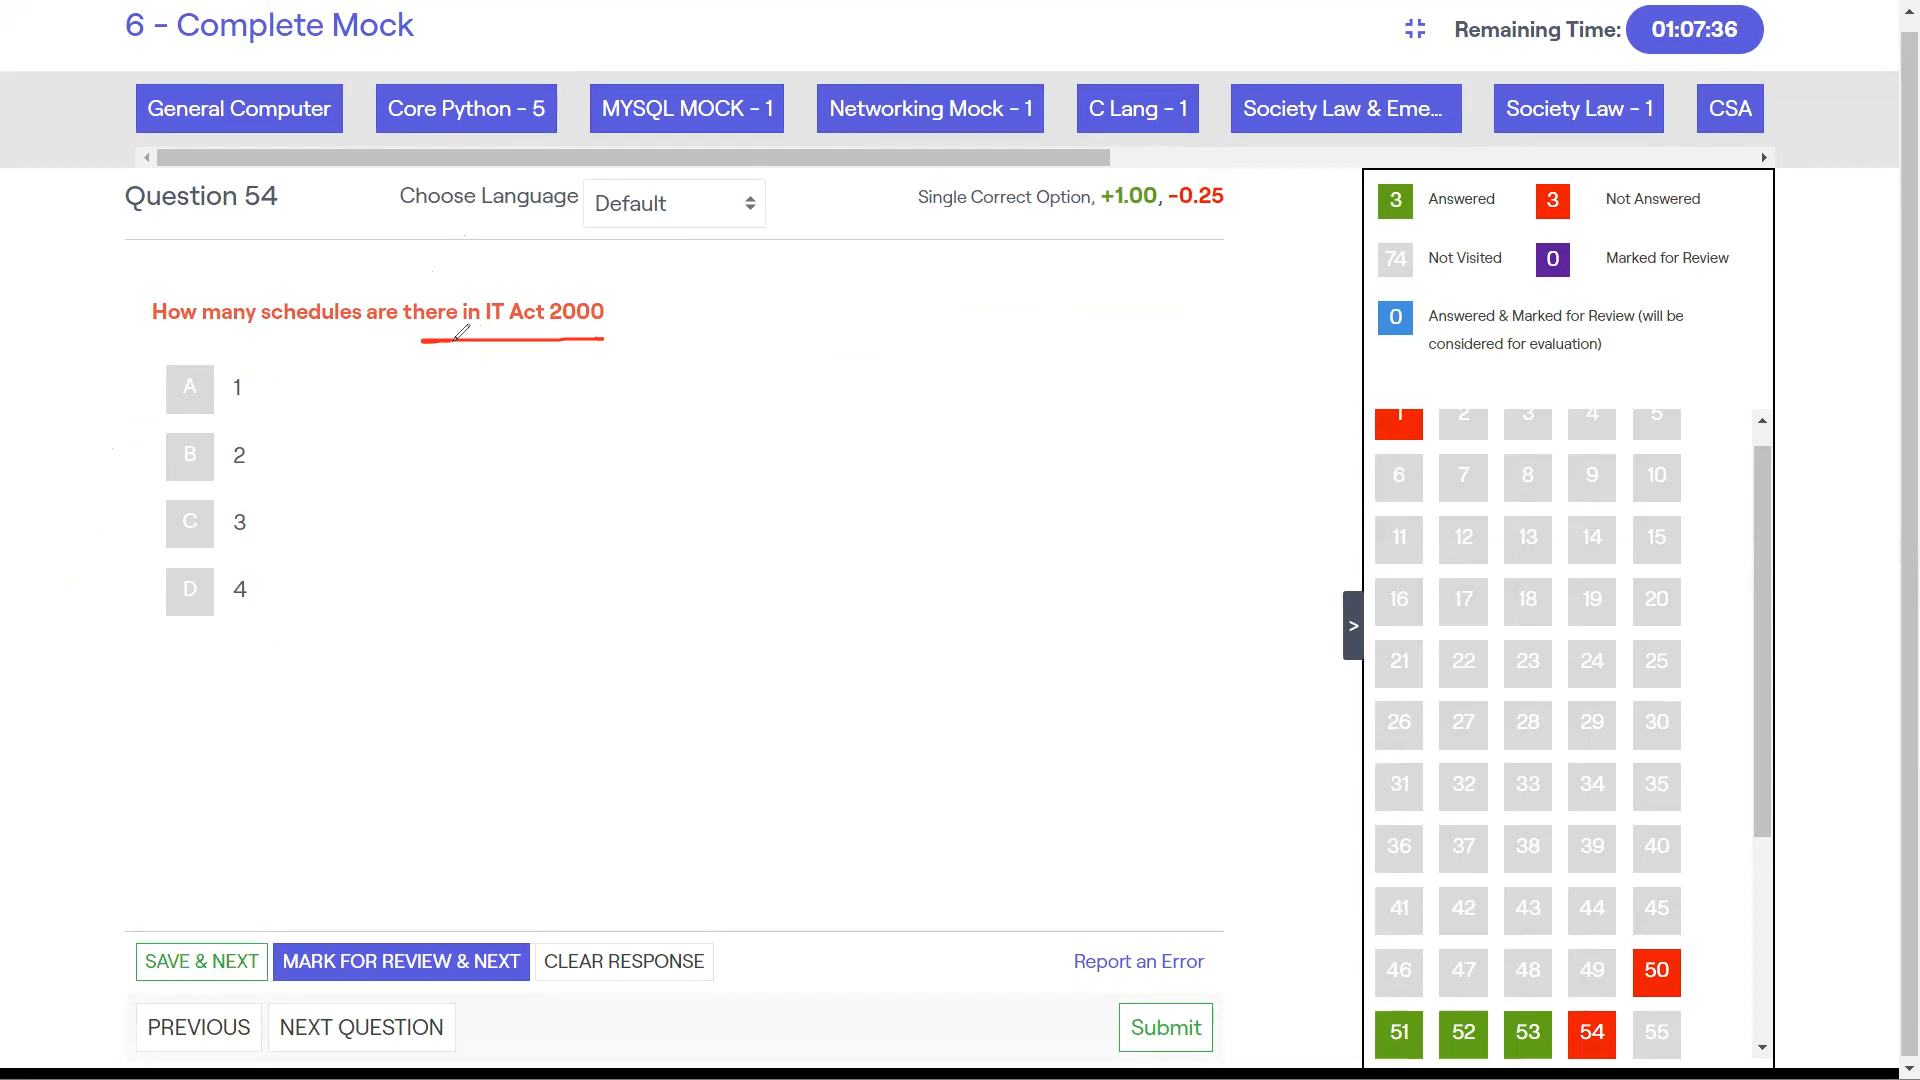 6 - Complete Mock
Remaining Time: 01:07:36
General Computer
Core Python - 5
MYSQL MOCK - 1
Networking Mock - 1
C Lang - 1
Society Law & Eme...
Society Law - 1
CSA
Question 54
Choose Language
Default
Single Correct Option, +1.00, -0.25
How many schedules are there in IT Act 2000
A 1
B 2
C 3
D 4
SAVE & NEXT
MARK FOR REVIEW & NEXT
CLEAR RESPONSE
Report an Error
PREVIOUS
NEXT QUESTION
Submit
>
3 Answered
3 Not Answered
74 Not Visited
0 Marked for Review
0 Answered & Marked for Review (will be
considered for evaluation)
1 2 3 4 5
6 7 8 9 10
11 12 13 14 15
16 17 18 19 20
21 22 23 24 25
26 27 28 29 30
31 32 33 34 35
36 37 38 39 40
41 42 43 44 45
46 47 48 49 50
51 52 53 54 55